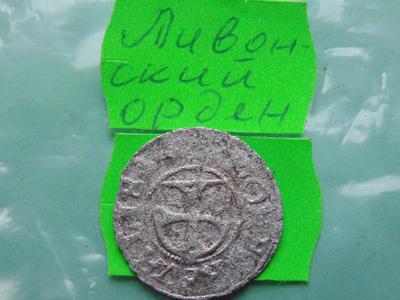 Ливон-
ский
орден